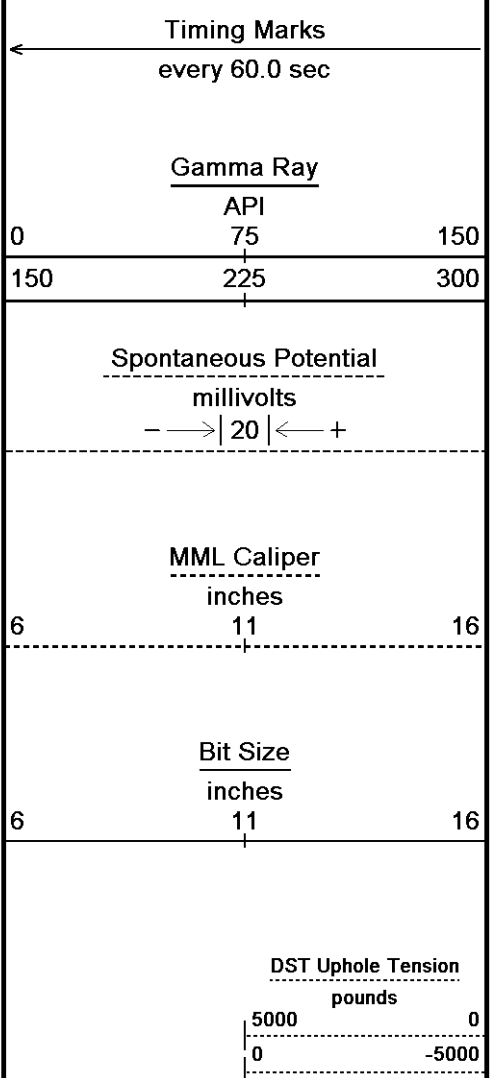 Timing Marks
every 60.0 sec
Gamma Ray
API
0 75 150
150 225 300
Spontaneous Potential
millivolts
− 20 +
MML Caliper
inches
6 11 16
Bit Size
inches
6 11 16
DST Uphole Tension
pounds
5000 0
0 -5000